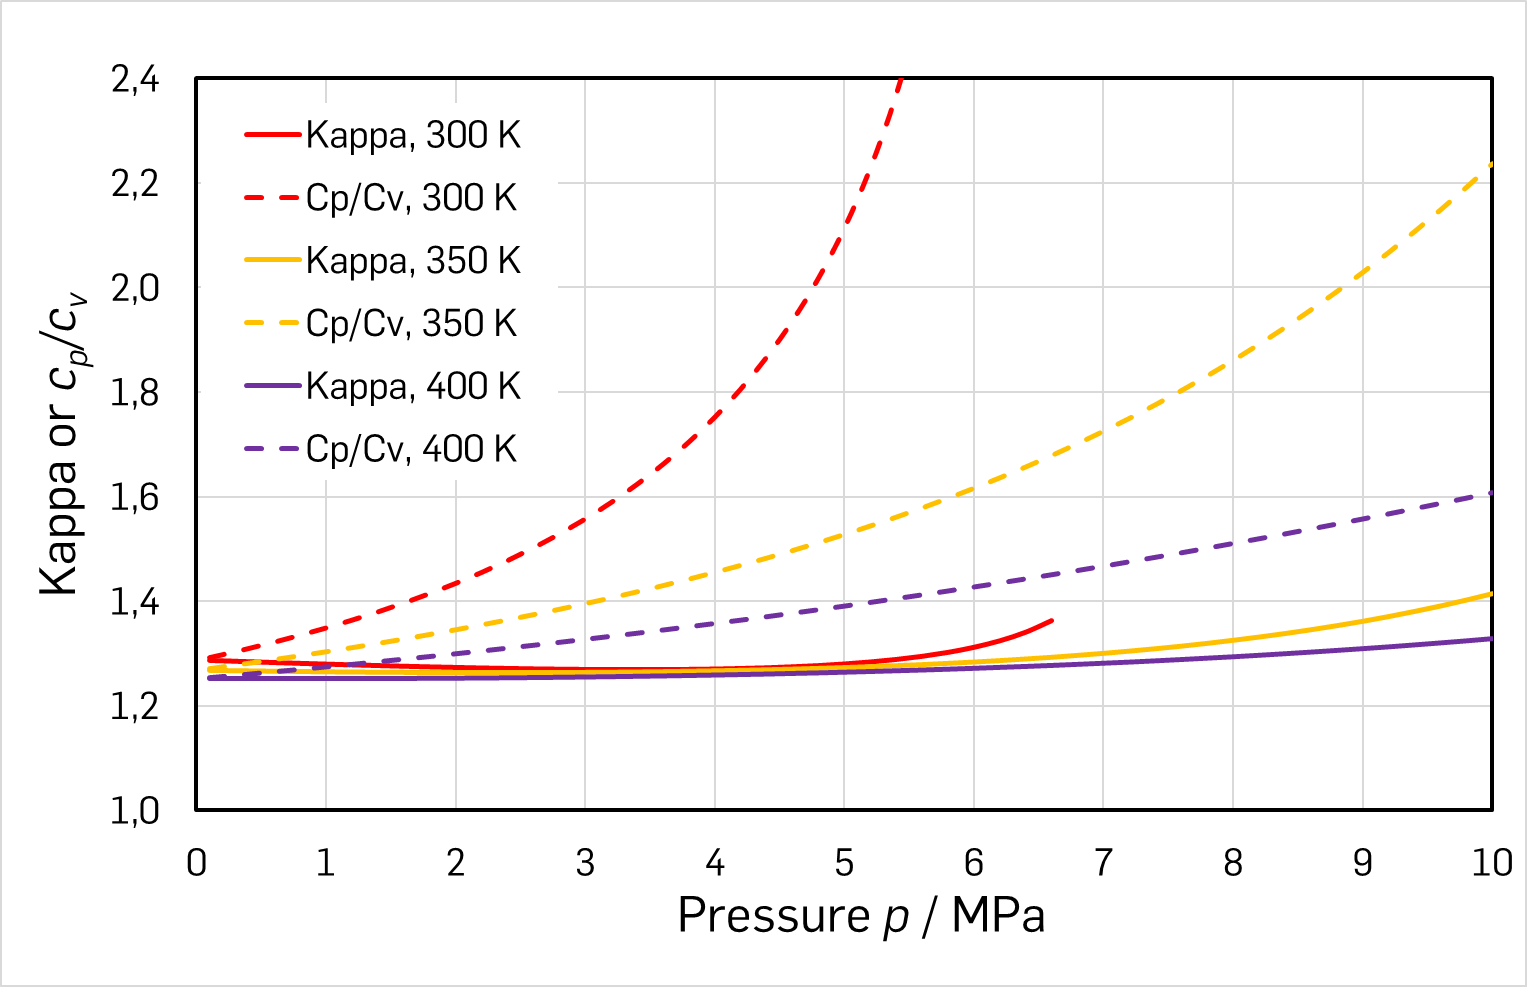 2,4
2,2
2,0
1,8
1,6
1,4
1,2
1,0
Kappa or cp/cv
Kappa, 300 K
Cp/Cv, 300 K
Kappa, 350 K
Cp/Cv, 350 K
Kappa, 400 K
Cp/Cv, 400 K
0 1 2 3 4 5 6 7 8 9 10
Pressure p / MPa